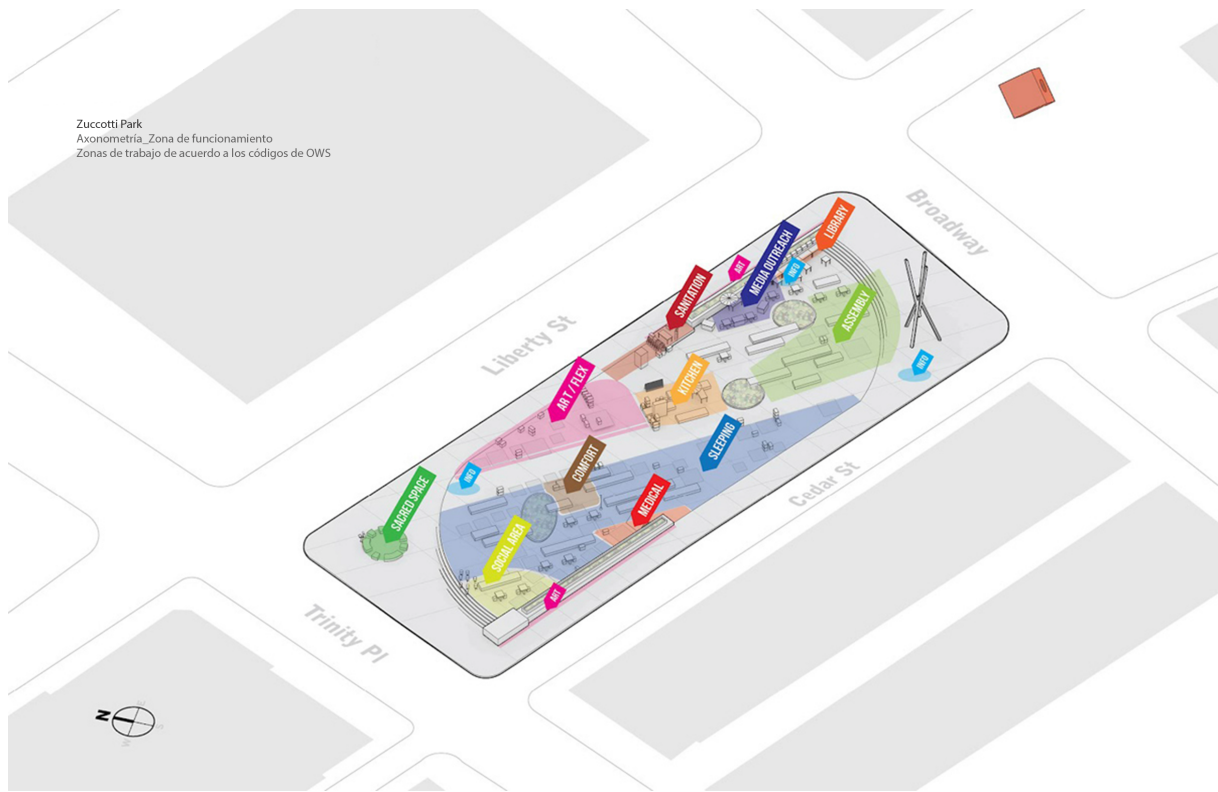 Zuccotti Park
Axonometría_Zona de funcionamiento
Zonas de trabajo de acuerdo a los códigos de OWS
Broadway
LIBRARY
MEDIA OUTREACH
ART
INFO
SANITATION
ASSEMBLY
Liberty St
INFO
ART / FLEX
KITCHEN
SLEEPING
COMFORT
INFO
Cedar St
SACRED SPACE
MEDICAL
SOCIAL AREA
ART
Trinity Pl
N